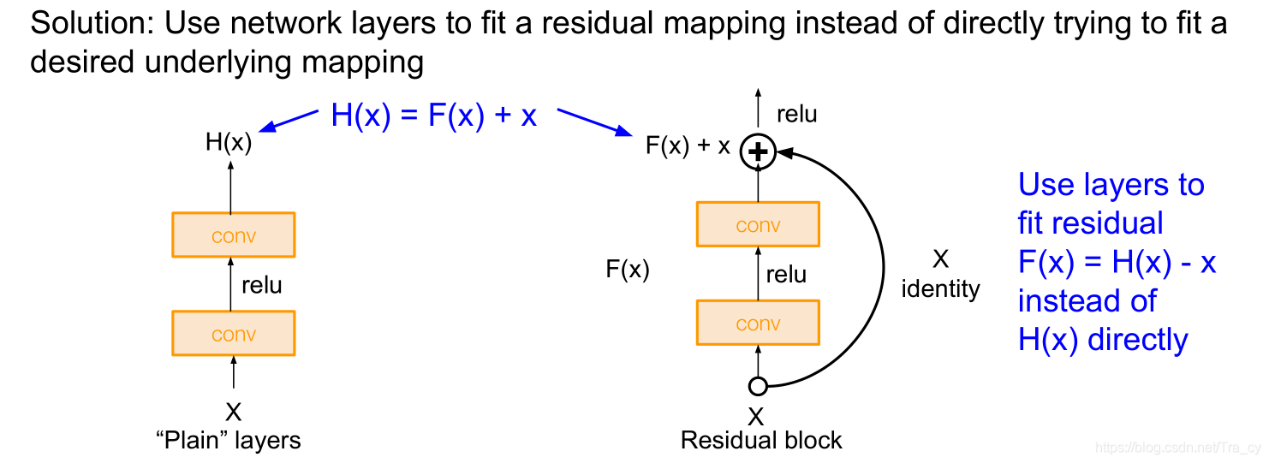 Solution: Use network layers to fit a residual mapping instead of directly trying to fit a
desired underlying mapping
H(x) = F(x) + x
H(x)
conv
relu
conv
X
“Plain” layers
relu
F(x) + x
+
conv
F(x)
relu
conv
X
identity
X
Residual block
Use layers to
fit residual
F(x) = H(x) - x
instead of
H(x) directly
https://blog.csdn.net/Tra_cy